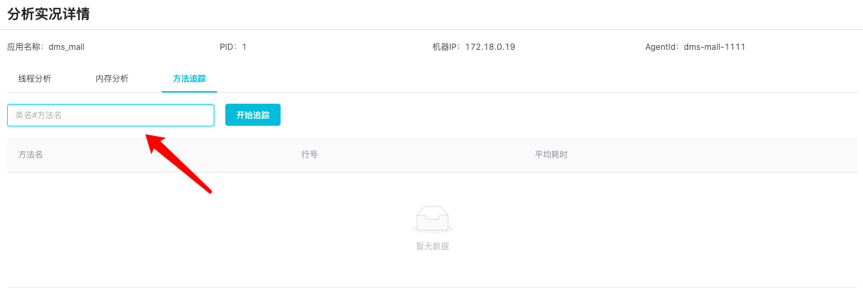 分析实况详情
应用名称：dms_mall PID：1 机器IP：172.18.0.19 AgentId：dms-mall-1111
线程分析 内存分析 方法追踪
类名#方法名 开始追踪
方法名 行号 平均耗时
暂无数据